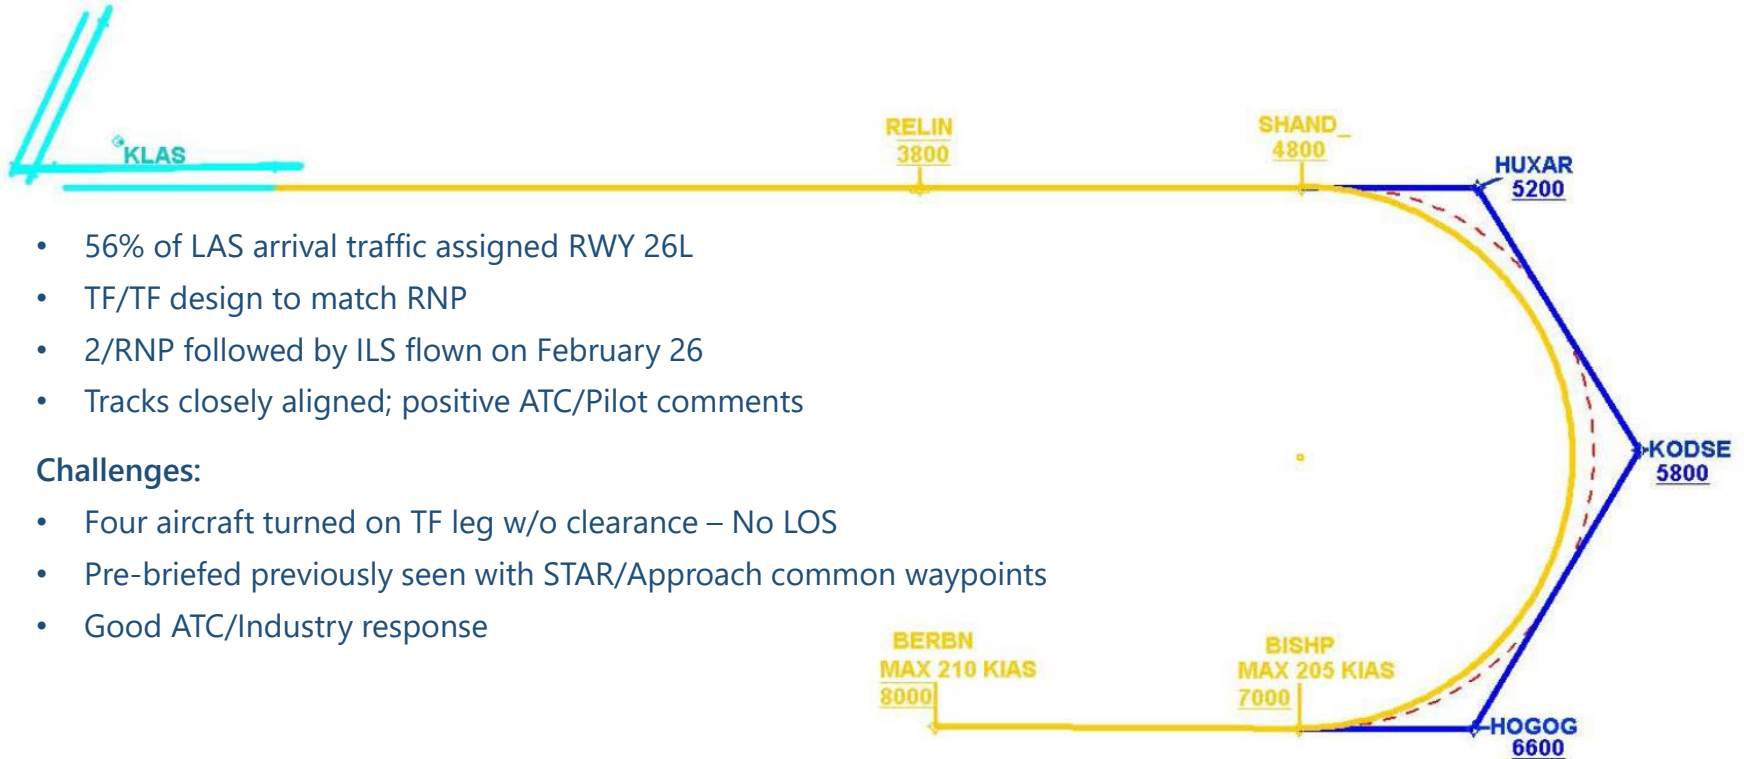 KLAS
RELIN
3800
SHAND_
4800
HUXAR
5200
• 56% of LAS arrival traffic assigned RWY 26L
• TF/TF design to match RNP
• 2/RNP followed by ILS flown on February 26
• Tracks closely aligned; positive ATC/Pilot comments
Challenges:
• Four aircraft turned on TF leg w/o clearance – No LOS
• Pre-briefed previously seen with STAR/Approach common waypoints
• Good ATC/Industry response
KODSE
5800
BERBN
MAX 210 KIAS
8000
BISHP
MAX 205 KIAS
7000
HOGOG
6600